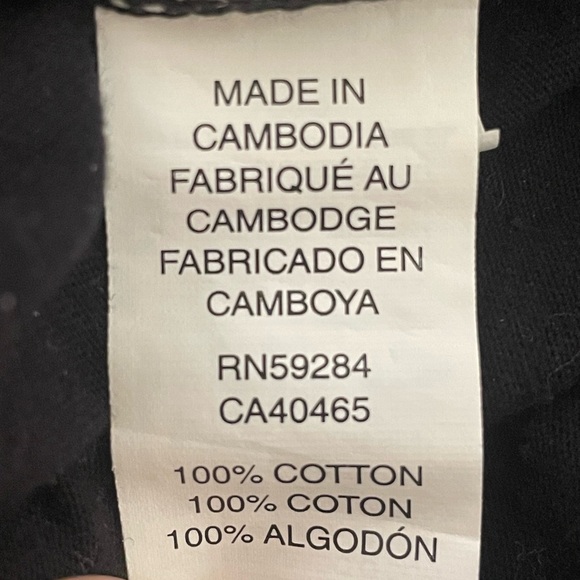 MADE IN
CAMBODIA
FABRIQUÉ AU
CAMBODGE
FABRICADO EN
CAMBOYA
RN59284
CA40465
100% COTTON
100% COTON
100% ALGODÓN